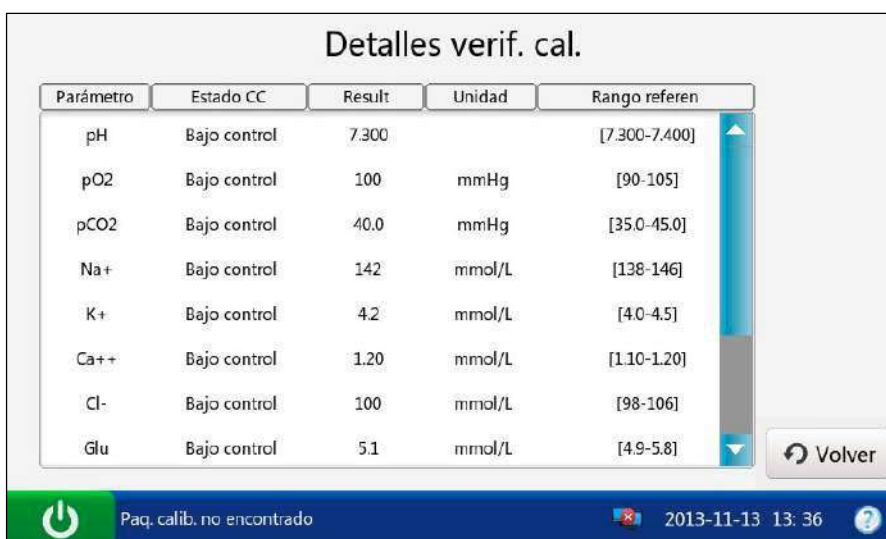 Detalles verif. cal.
Parámetro Estado CC Result Unidad Rango referen
pH Bajo control 7.300 [7.300-7.400]
pO2 Bajo control 100 mmHg [90-105]
pCO2 Bajo control 40.0 mmHg [35.0-45.0]
Na+ Bajo control 142 mmol/L [138-146]
K+ Bajo control 4.2 mmol/L [4.0-4.5]
Ca++ Bajo control 1.20 mmol/L [1.10-1.20]
Cl- Bajo control 100 mmol/L [98-106]
Glu Bajo control 5.1 mmol/L [4.9-5.8]
Volver
Paq. calib. no encontrado 2013-11-13 13: 36 ?